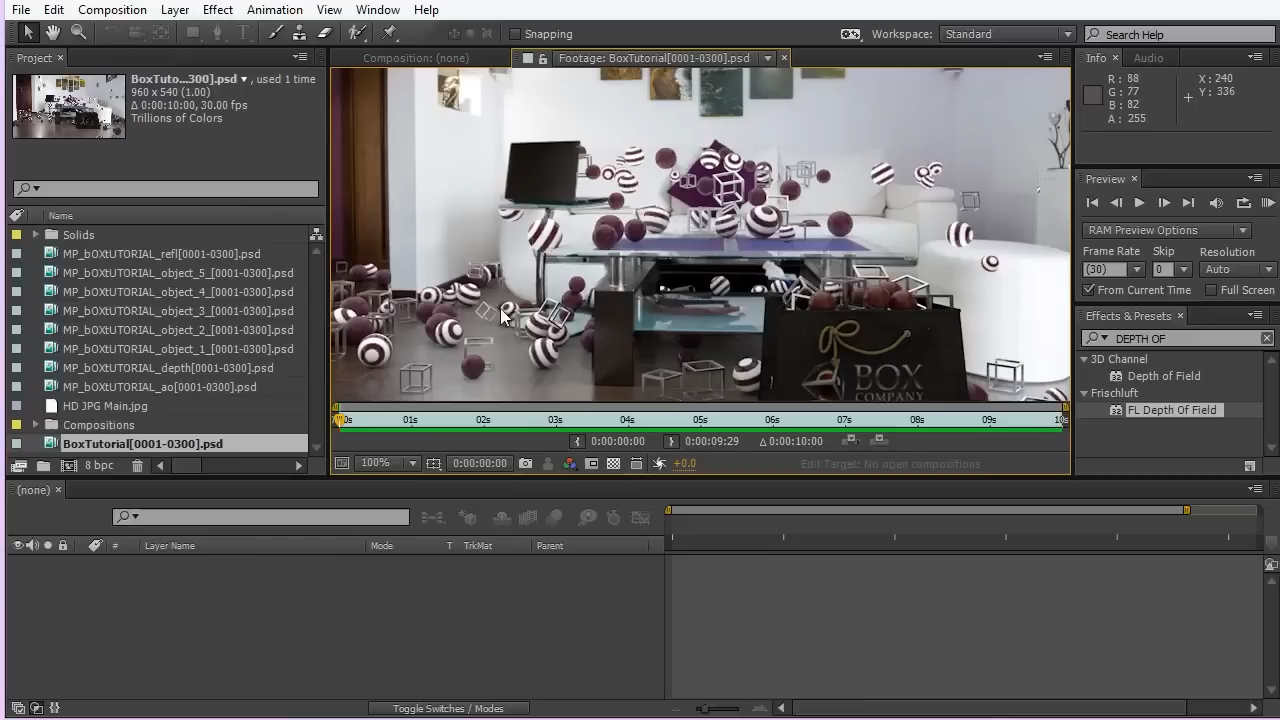 File Edit Composition Layer Effect Animation View Window Help
Snapping Workspace: Standard Search Help
Project Composition: (none) Footage: BoxTutorial[0001-0300].psd Info Audio
BoxTuto...300].psd , used 1 time
960 x 540 (1.00)
Δ 0:00:10:00, 30.00 fps
Trillions of Colors
R: 88 X: 240
G: 77 Y: 336
B: 82
A: 255
Preview
RAM Preview Options
Frame Rate Skip Resolution
(30) 0 Auto
From Current Time Full Screen
Effects & Presets
DEPTH OF
3D Channel
Depth of Field
Frischluft
FL Depth Of Field
Name
Solids
MP_bOXtUTORIAL_refl[0001-0300].psd
MP_bOXtUTORIAL_object_5_[0001-0300].psd
MP_bOXtUTORIAL_object_4_[0001-0300].psd
MP_bOXtUTORIAL_object_3_[0001-0300].psd
MP_bOXtUTORIAL_object_2_[0001-0300].psd
MP_bOXtUTORIAL_object_1_[0001-0300].psd
MP_bOXtUTORIAL_depth[0001-0300].psd
MP_bOXtUTORIAL_ao[0001-0300].psd
HD JPG Main.jpg
Compositions
BoxTutorial[0001-0300].psd
8 bpc
BOX
COMPANY
01s 02s 03s 04s 05s 06s 07s 08s 09s
0:00:00:00 0:00:09:29 Δ 0:00:10:00
100% 0:00:00:00 +0.0 Edit Target: No open compositions
(none)
# Layer Name Mode T TrkMat Parent
Toggle Switches / Modes